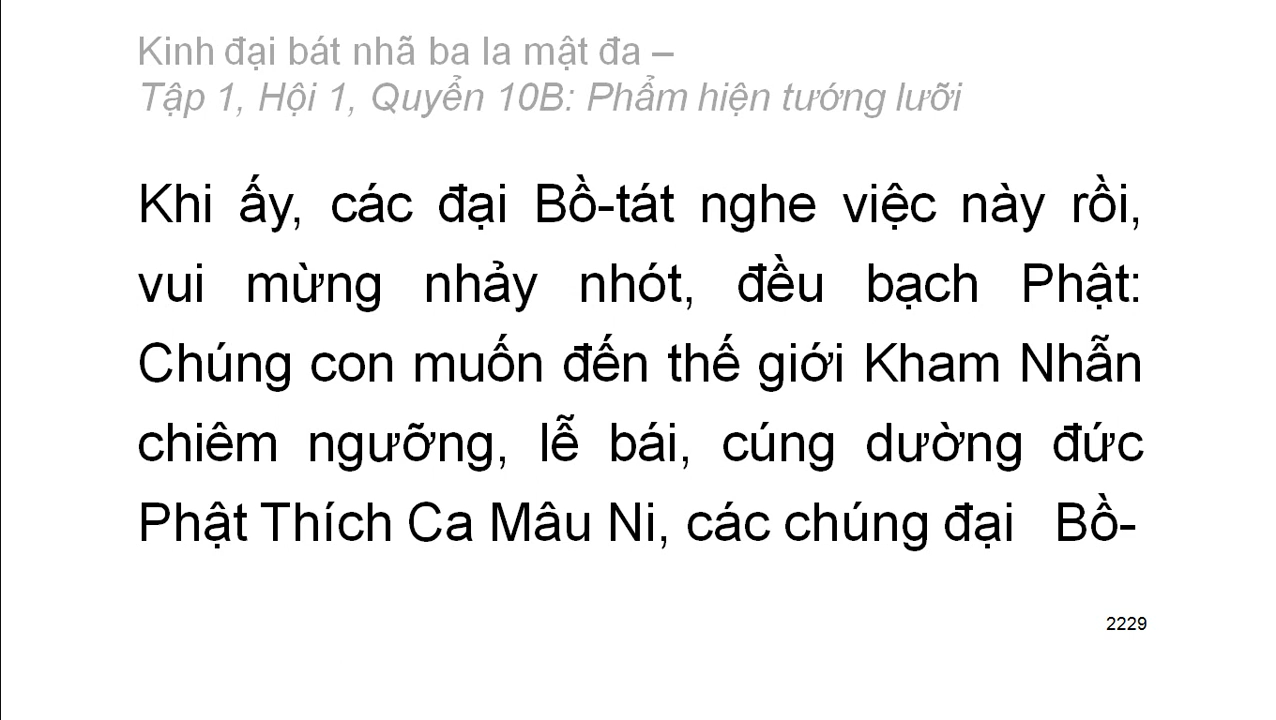 Kinh đại bát nhã ba la mật đa –
Tập 1, Hội 1, Quyển 10B: Phẩm hiện tướng lưỡi
Khi ấy, các đại Bồ-tát nghe việc này rồi,
vui mừng nhảy nhót, đều bạch Phật:
Chúng con muốn đến thế giới Kham Nhẫn
chiêm ngưỡng, lễ bái, cúng dường đức
Phật Thích Ca Mâu Ni, các chúng đại Bồ-
2229